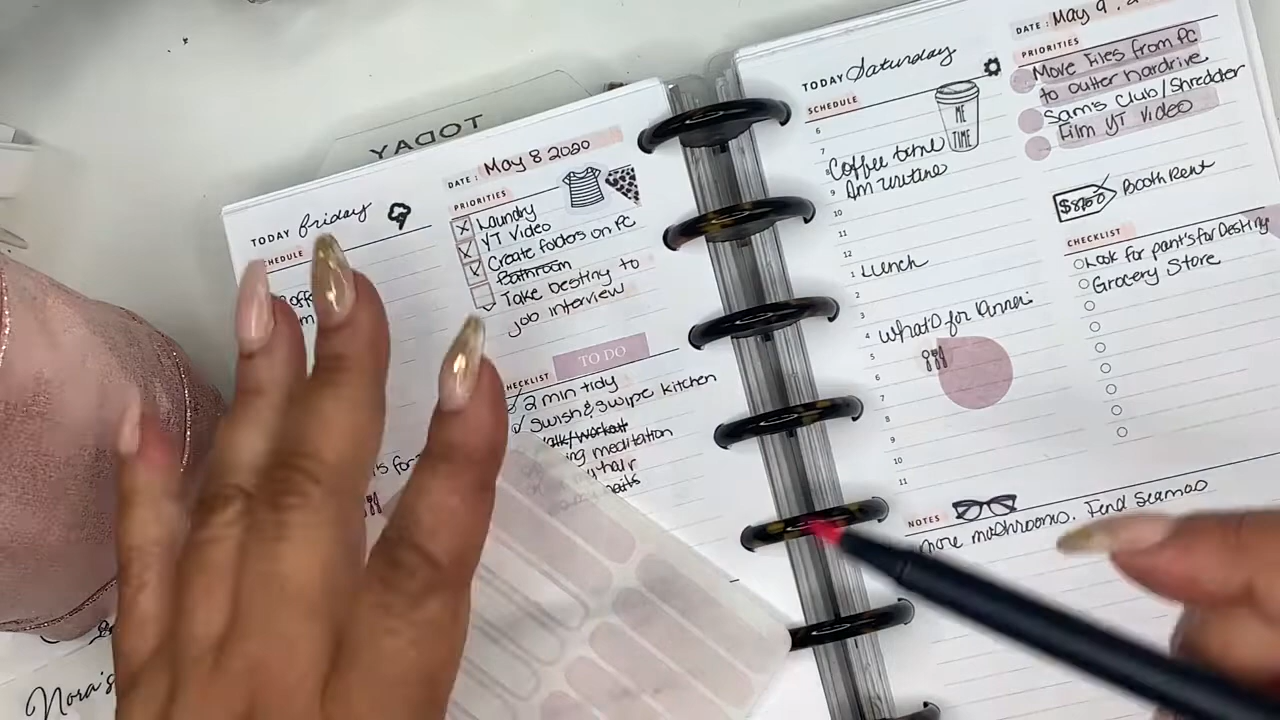 TODAY
TODAY friday
DATE: May 8 2020
PRIORITIES
Laundry
YT Video
Create folders on PC
Bathroom
Take Destiny to
job interview
TO DO
CHECKLIST
2 min tidy
Swish & Swipe kitchen
meditation
hair
TODAY Saturday
SCHEDULE
6
7
ME
TIME
Coffee time
9
Am routine
10
11
12
1 Lunch
2
3
4 What's for Dinner
5
6
7
8
9
10
11
DATE: May 9
PRIORITIES
Move Files from PC
to outter hardrive
Sam's Club/Shredder
Film YT Video
Booth Rent
CHECKLIST
Look for pants for Destiny
Grocery Store
NOTES
more mushrooms. Find Seamoss
Nora's